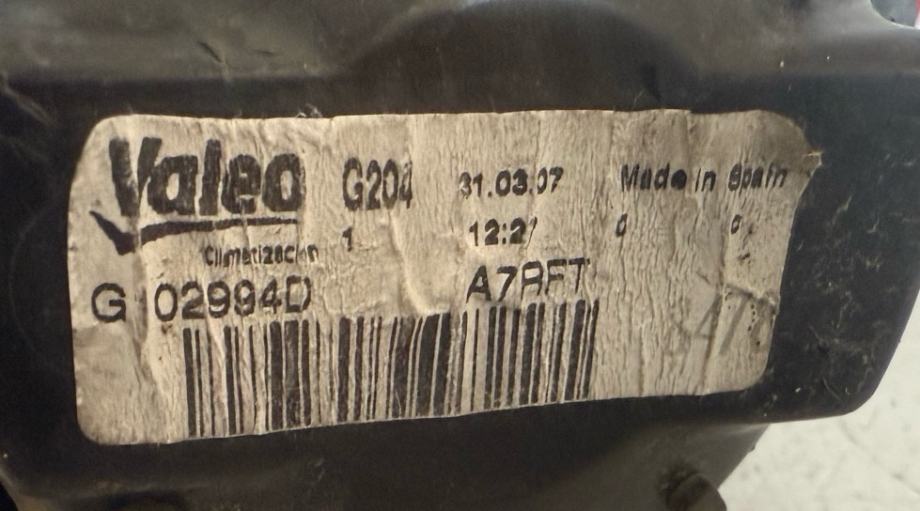 Valeo G204 31.03.07 Made in Spain
Climatización 1 12:2 0 0
G 02994D A7RFT